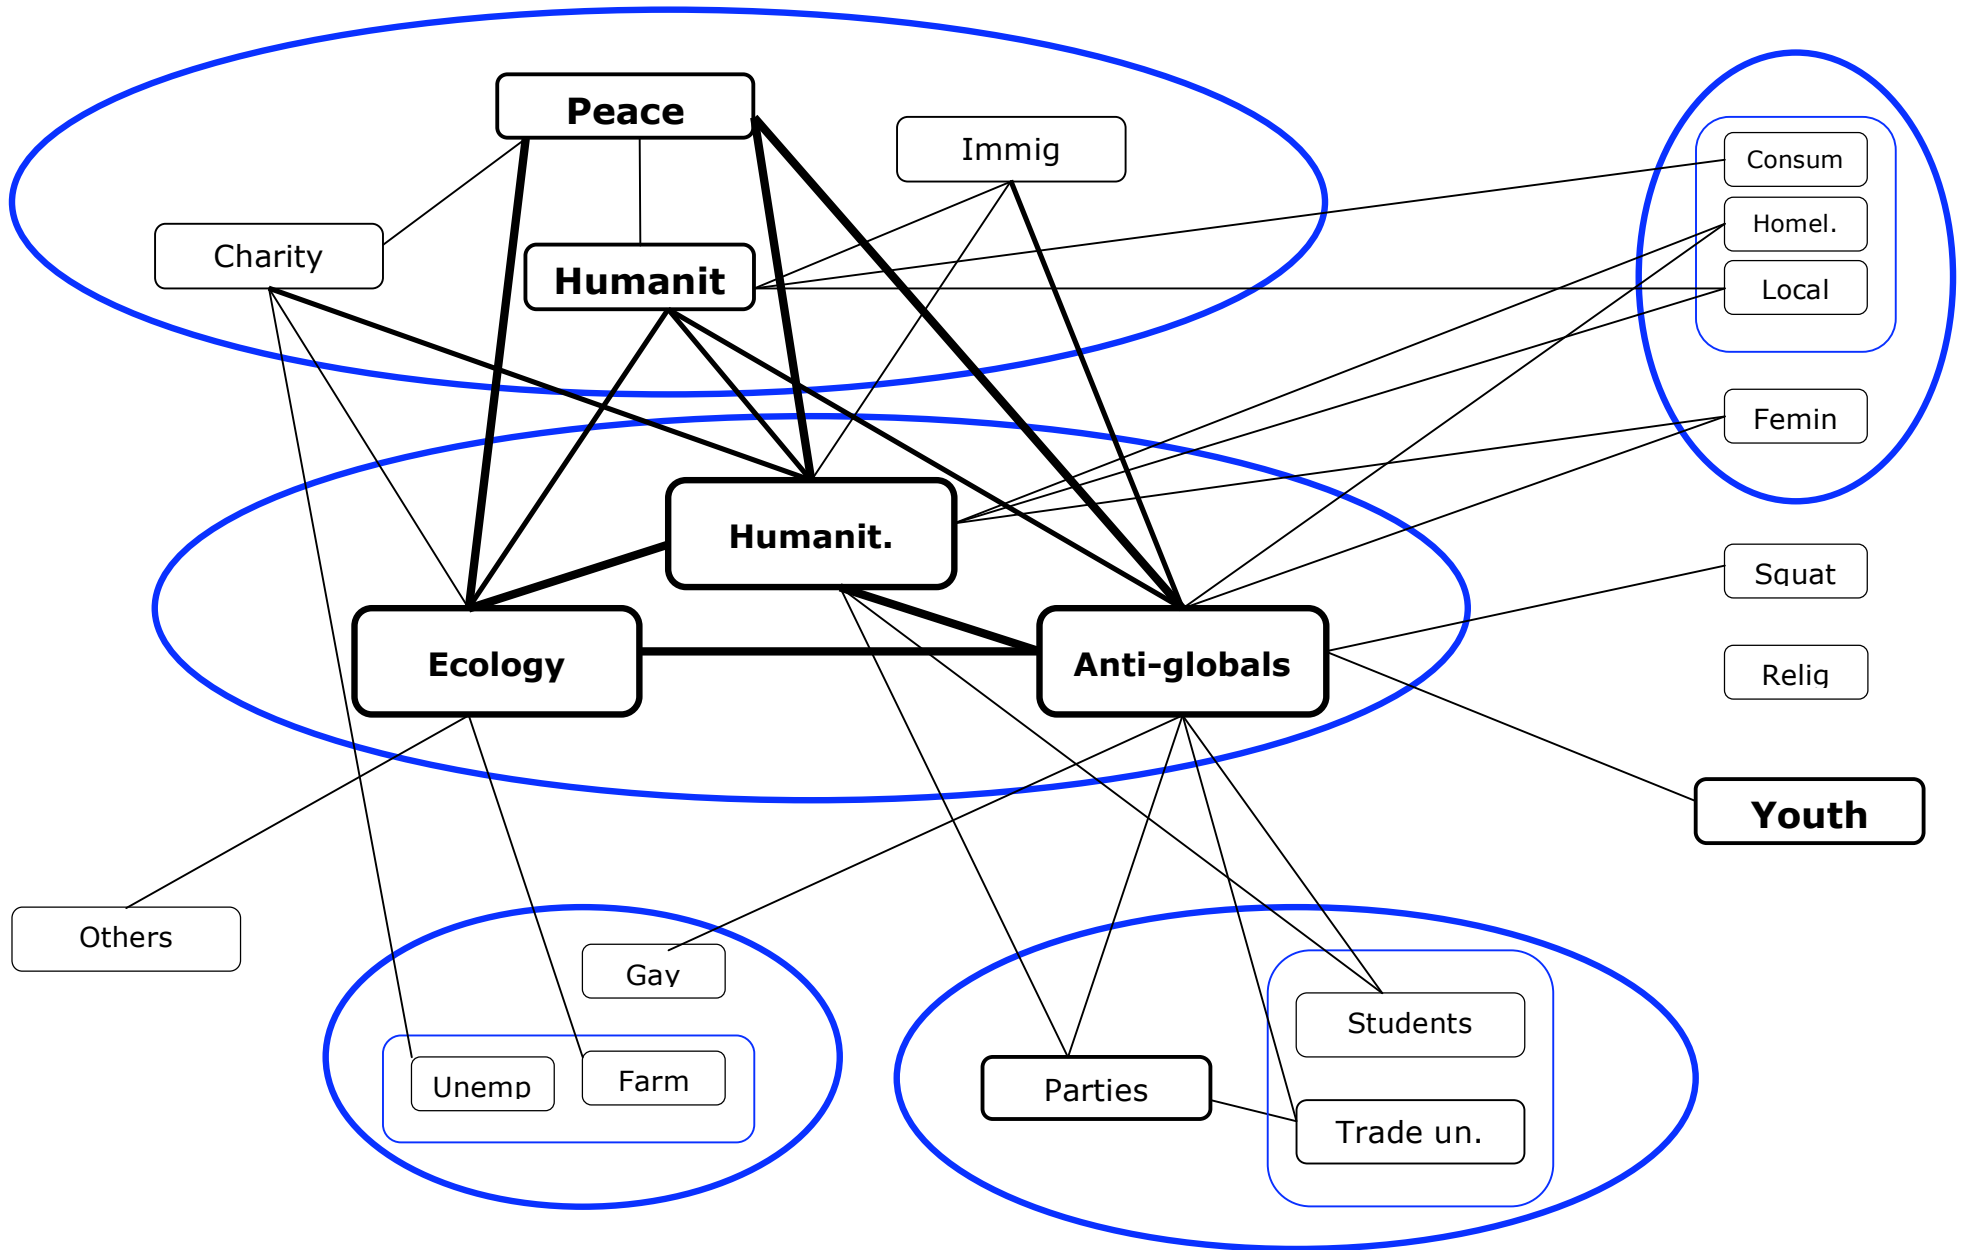 Peace
Immig
Consum
Homel.
Charity
Humanit
Local
Femin
Humanit.
Squat
Ecology
Anti-globals
Relig
Youth
Others
Gay
Students
Unemp
Farm
Parties
Trade un.